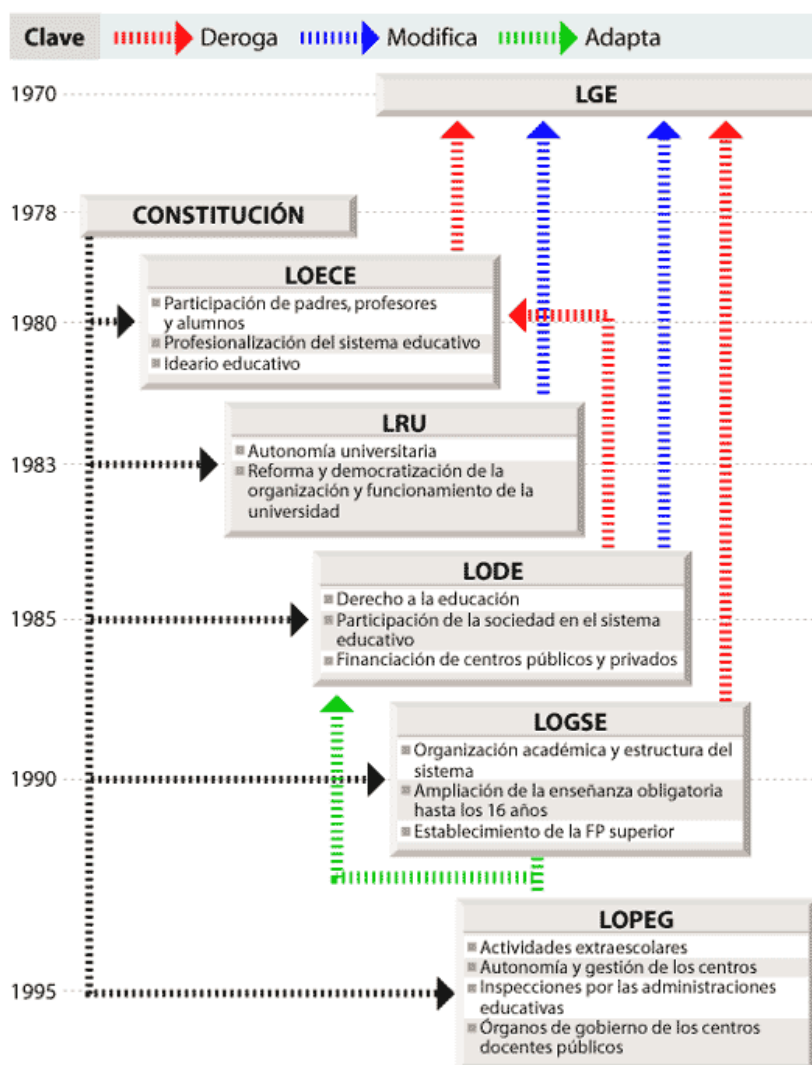 Clave Deroga Modifica Adapta
1970
LGE
1978
CONSTITUCIÓN
LOECE
Participación de padres, profesores
y alumnos
Profesionalización del sistema educativo
Ideario educativo
1980
LRU
Autonomía universitaria
Reforma y democratización de la
organización y funcionamiento de la
universidad
1983
LODE
Derecho a la educación
Participación de la sociedad en el sistema
educativo
Financiación de centros públicos y privados
1985
LOGSE
Organización académica y estructura del
sistema
Ampliación de la enseñanza obligatoria
hasta los 16 años
Establecimiento de la FP superior
1990
LOPEG
Actividades extraescolares
Autonomía y gestión de los centros
Inspecciones por las administraciones
educativas
Órganos de gobierno de los centros
docentes públicos
1995